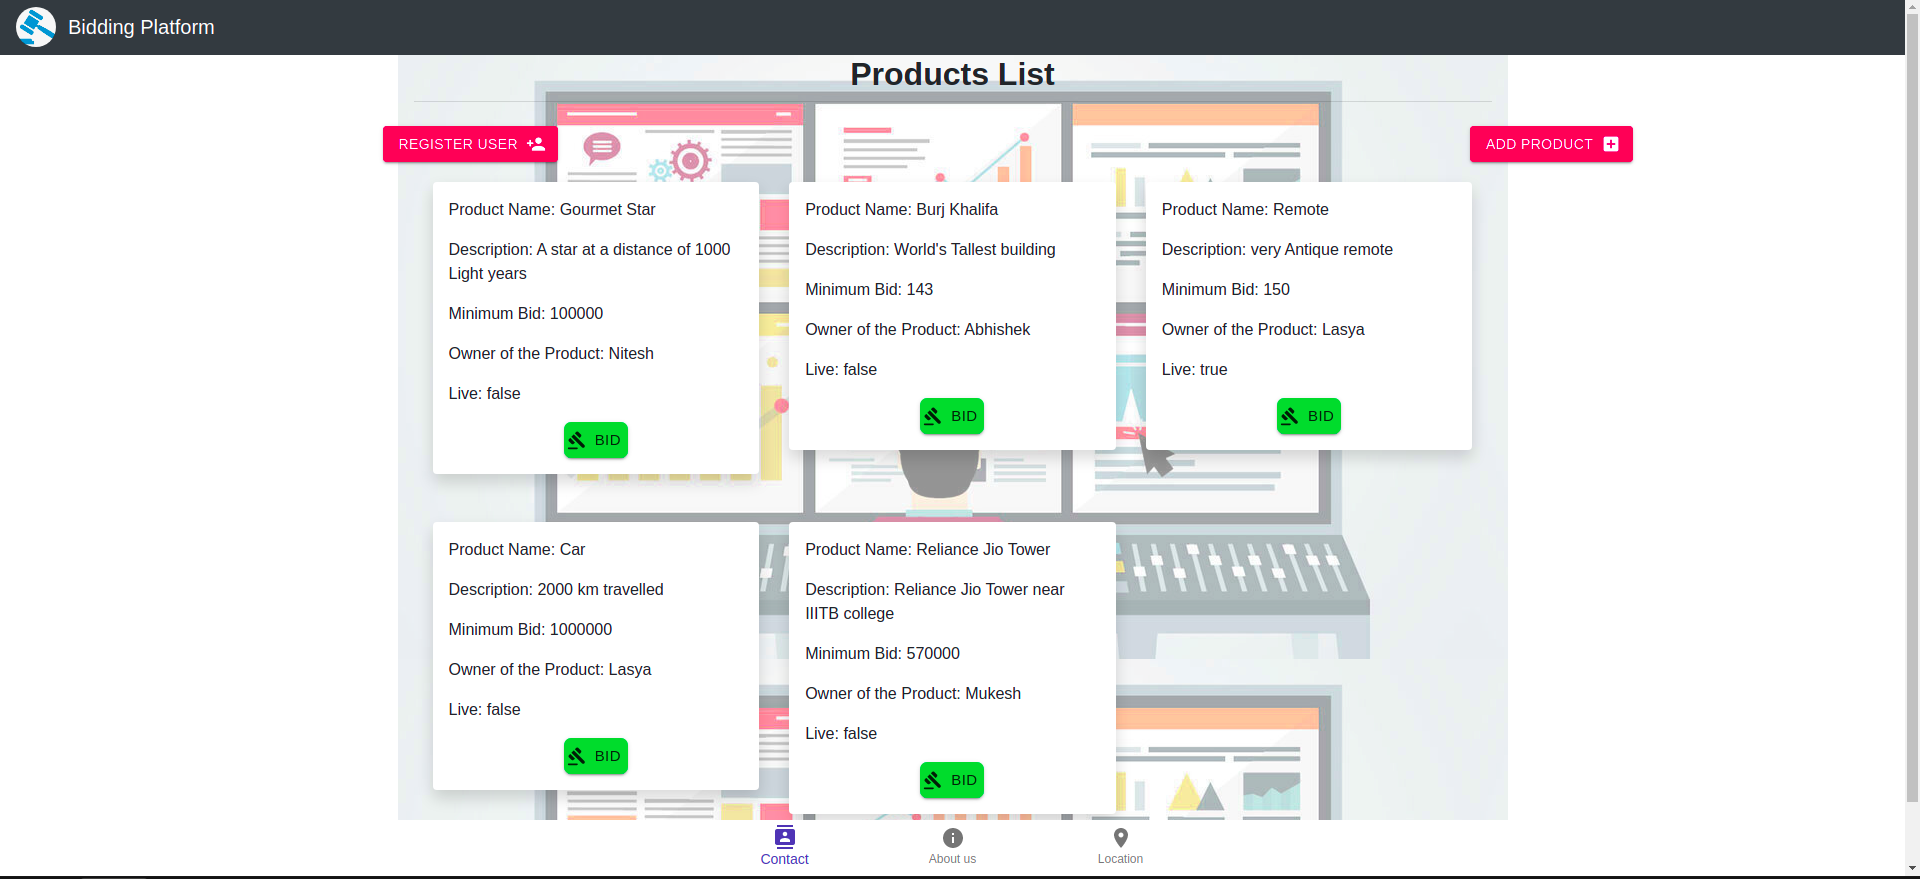 Bidding Platform
Products List
REGISTER USER
ADD PRODUCT
Product Name: Gourmet Star
Description: A star at a distance of 1000
Light years
Minimum Bid: 100000
Owner of the Product: Nitesh
Live: false
BID
Product Name: Burj Khalifa
Description: World's Tallest building
Minimum Bid: 143
Owner of the Product: Abhishek
Live: false
BID
Product Name: Remote
Description: very Antique remote
Minimum Bid: 150
Owner of the Product: Lasya
Live: true
BID
Product Name: Car
Description: 2000 km travelled
Minimum Bid: 1000000
Owner of the Product: Lasya
Live: false
BID
Product Name: Reliance Jio Tower
Description: Reliance Jio Tower near
IIITB college
Minimum Bid: 570000
Owner of the Product: Mukesh
Live: false
BID
Contact
About us
Location